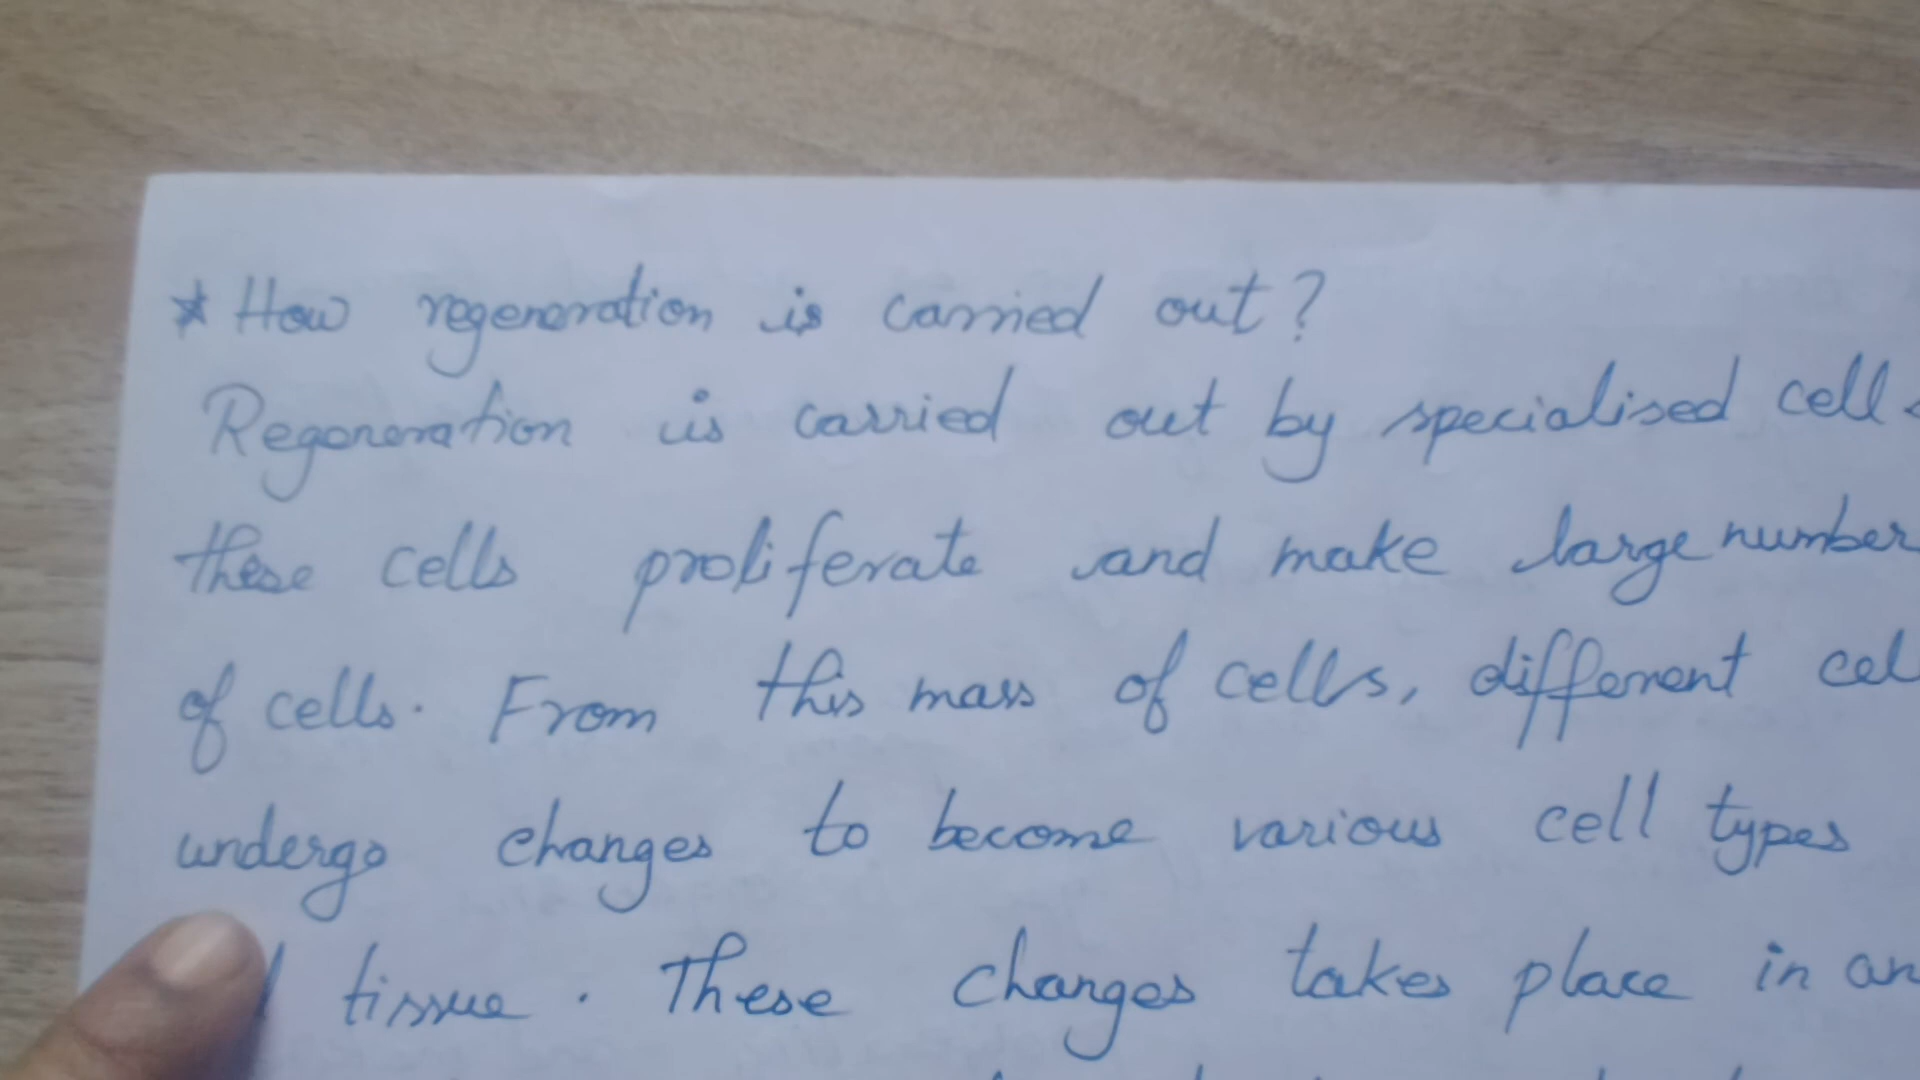 * How regeneration is carried out?
Regeneration is carried out by specialised cell
these cells proliferate and make large number
of cells. From this mass of cells, different cel
undergo changes to become various cell types
tissue. These changes takes place in an